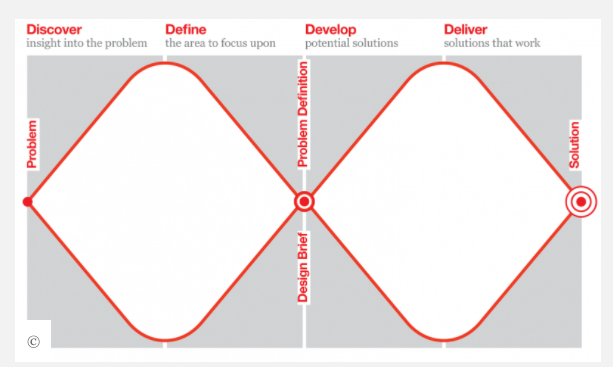 Discover
insight into the problem
Define
the area to focus upon
Develop
potential solutions
Deliver
solutions that work
Problem
Problem Definition
Design Brief
Solution
©